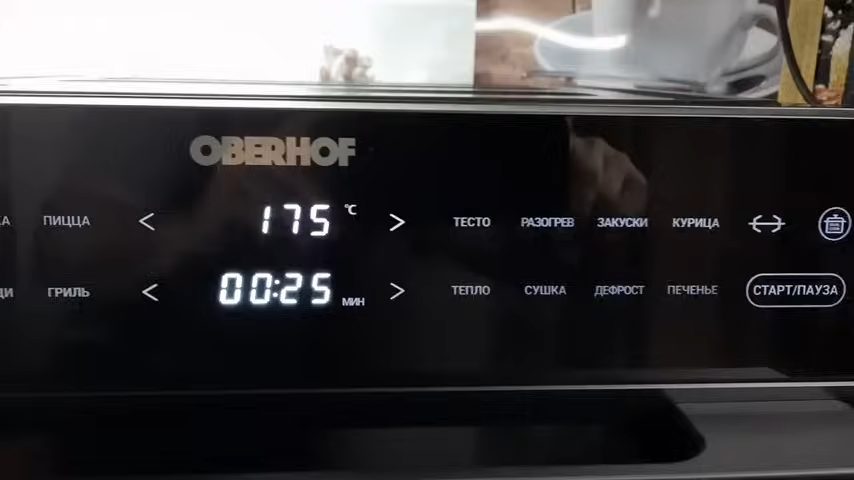 OBERHOF
ПИЦЦА < 175 °C > ТЕСТО РАЗОГРЕВ ЗАКУСКИ КУРИЦА
ГРИЛЬ < 00:25 МИН > ТЕПЛО СУШКА ДЕФРОСТ ПЕЧЕНЬЕ СТАРТ/ПАУЗА